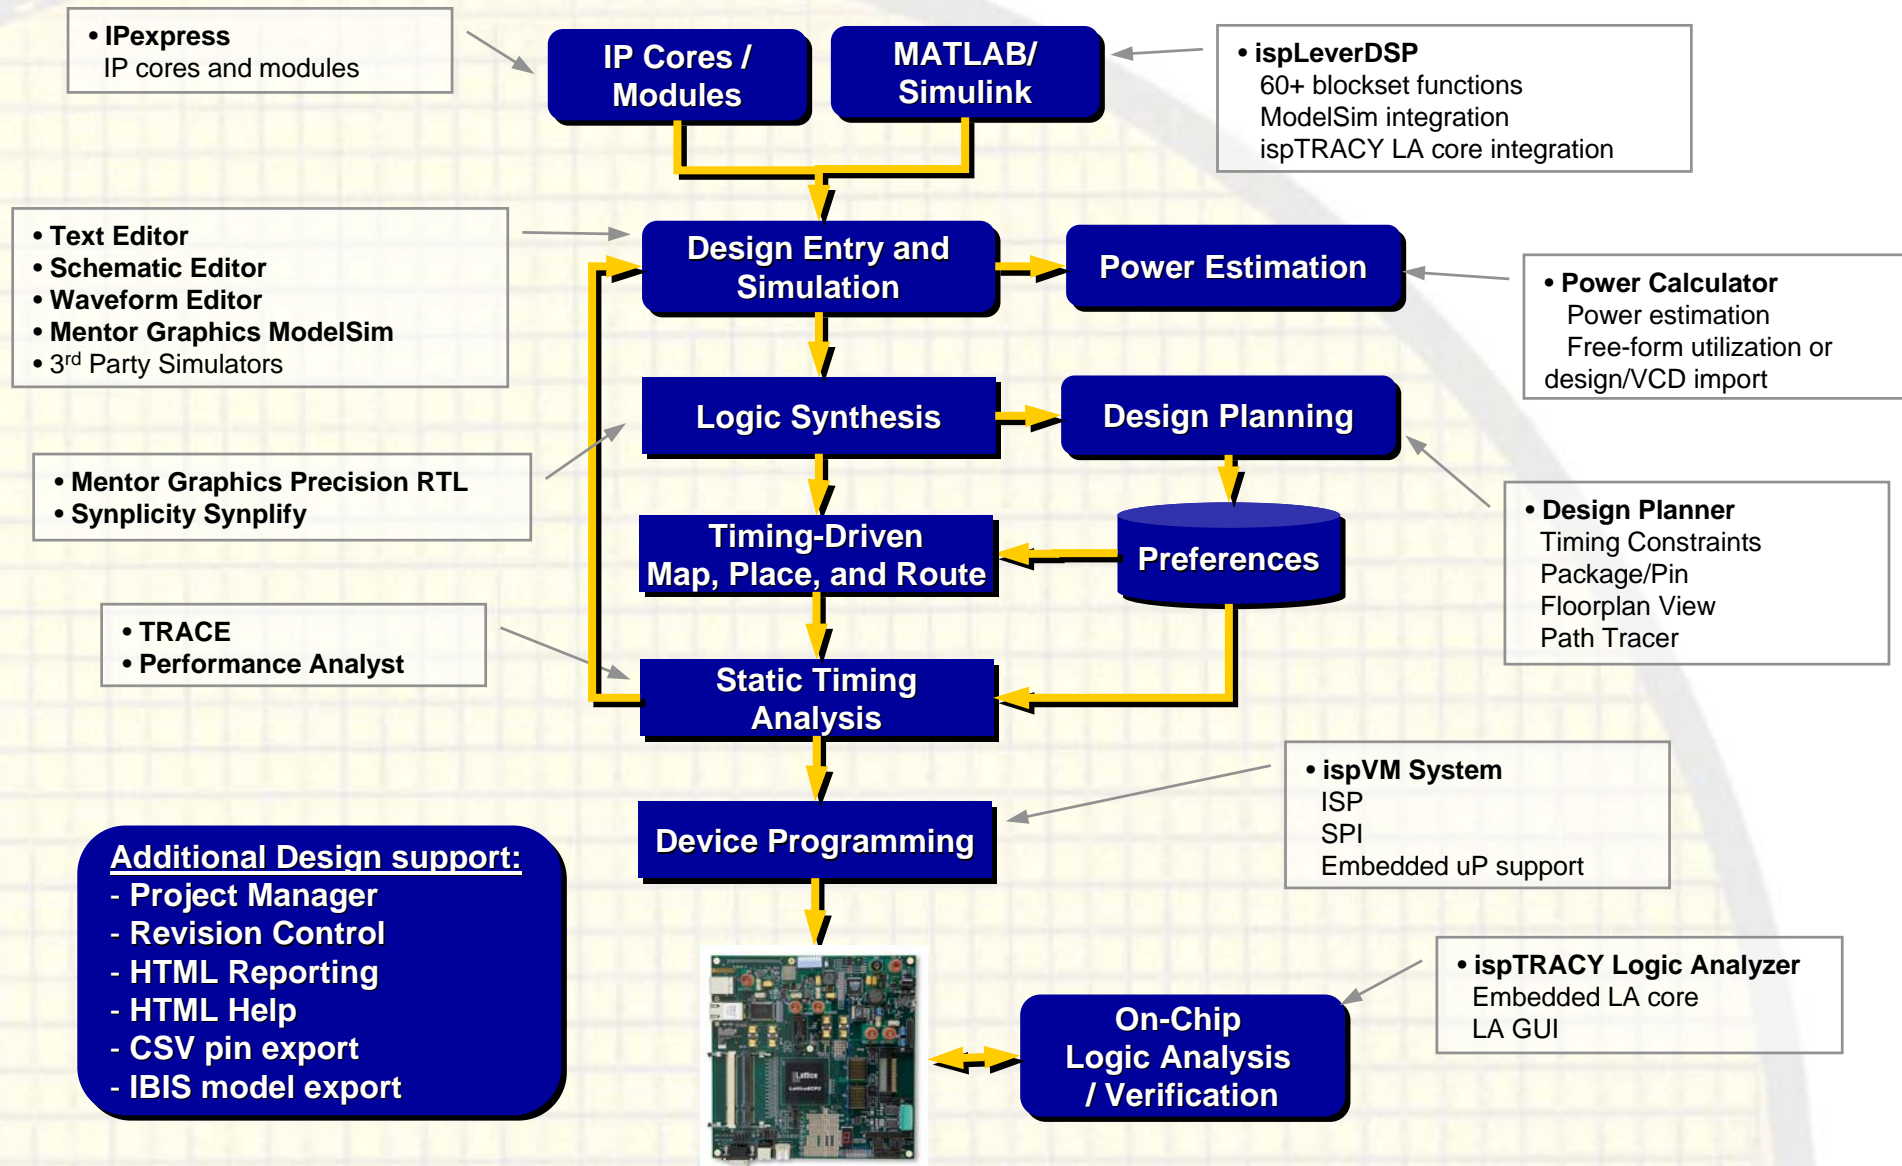 • IPexpress
IP cores and modules
IP Cores /
Modules
MATLAB/
Simulink
• ispLeverDSP
60+ blockset functions
ModelSim integration
ispTRACY LA core integration
• Text Editor
• Schematic Editor
• Waveform Editor
• Mentor Graphics ModelSim
• 3rd Party Simulators
Design Entry and
Simulation
Power Estimation
• Power Calculator
Power estimation
Free-form utilization or
design/VCD import
Logic Synthesis
Design Planning
• Mentor Graphics Precision RTL
• Synplicity Synplify
Timing-Driven
Map, Place, and Route
Preferences
• Design Planner
Timing Constraints
Package/Pin
Floorplan View
Path Tracer
• TRACE
• Performance Analyst
Static Timing
Analysis
• ispVM System
ISP
SPI
Embedded uP support
Device Programming
Additional Design support:
- Project Manager
- Revision Control
- HTML Reporting
- HTML Help
- CSV pin export
- IBIS model export
Lattice
LatticeECP2
On-Chip
Logic Analysis
/ Verification
• ispTRACY Logic Analyzer
Embedded LA core
LA GUI